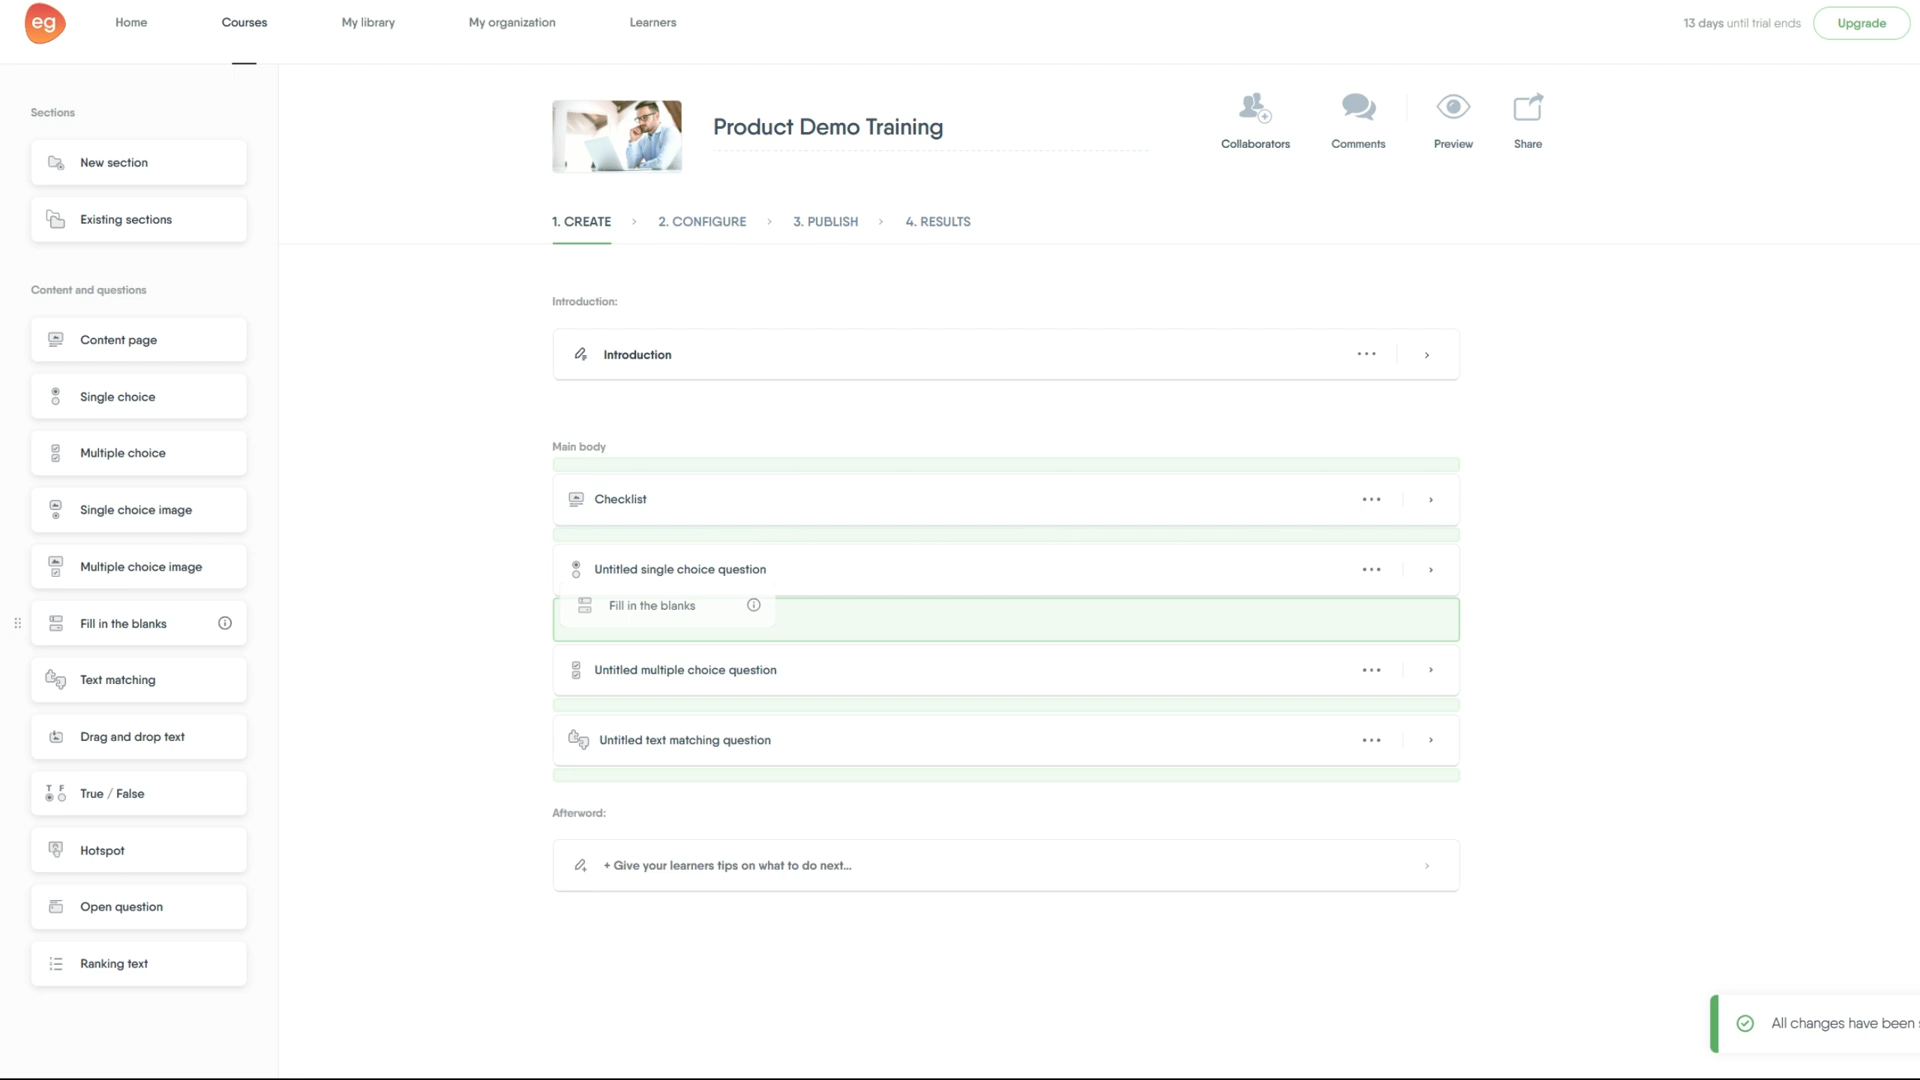 eg
Home
Courses
My library
My organization
Learners
13 days until trial ends
Upgrade
Sections
New section
Existing sections
Content and questions
Content page
Single choice
Multiple choice
Single choice image
Multiple choice image
Fill in the blanks
Text matching
Drag and drop text
T F
True / False
Hotspot
Open question
Ranking text
Product Demo Training
Collaborators
Comments
Preview
Share
1. CREATE
2. CONFIGURE
3. PUBLISH
4. RESULTS
Introduction:
Introduction
Main body
Checklist
Untitled single choice question
Fill in the blanks
Untitled multiple choice question
Untitled text matching question
Afterword:
+ Give your learners tips on what to do next...
All changes have been